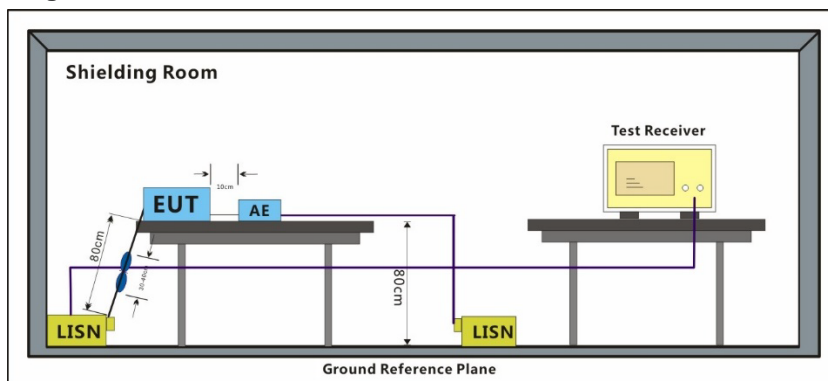 Shielding Room
Test Receiver
10cm
EUT
AE
80cm
80cm
LISN
LISN
Ground Reference Plane